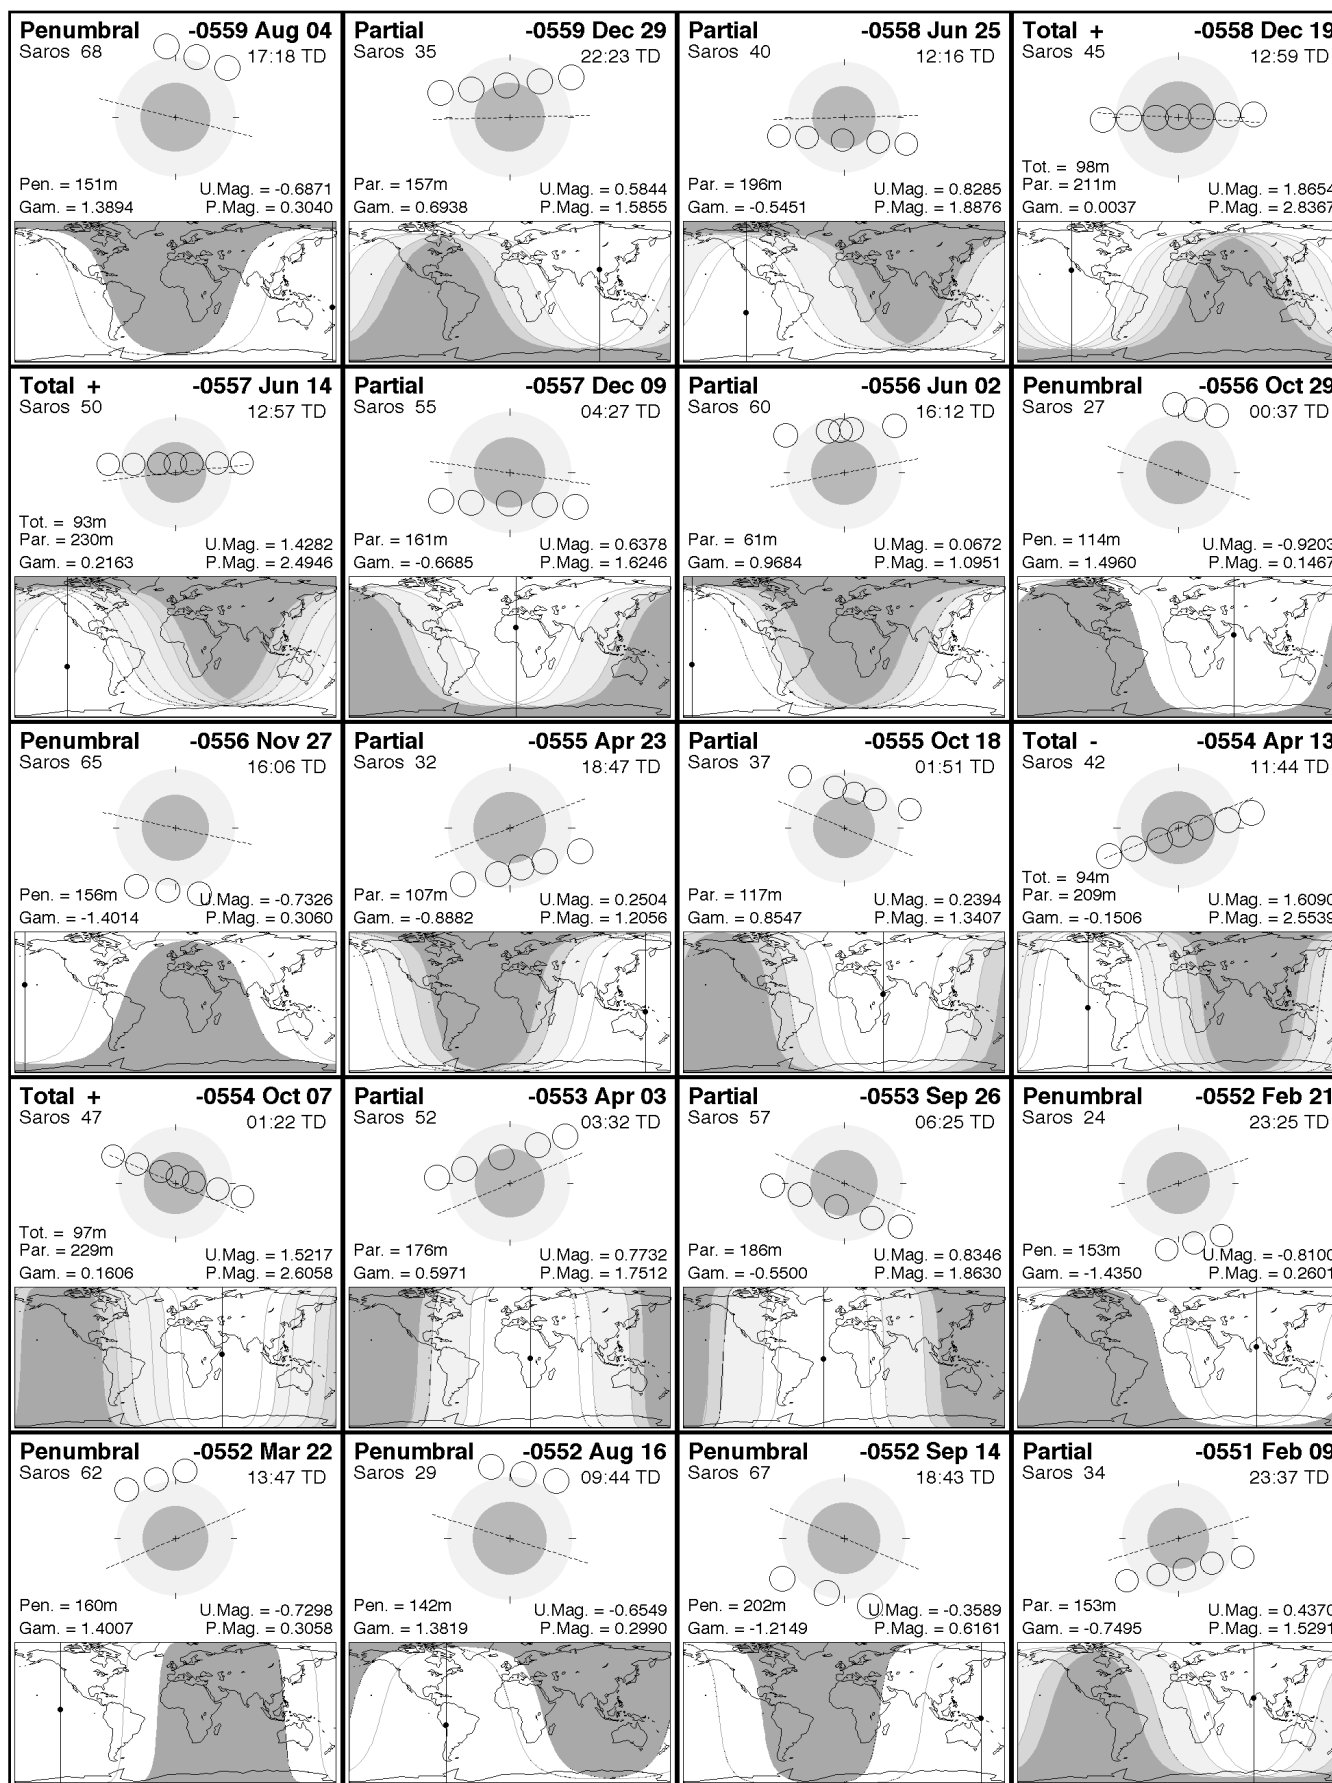 Penumbral -0559 Aug 04
Saros 68 17:18 TD
Pen. = 151m U.Mag. = -0.6871
Gam. = 1.3894 P.Mag. = 0.3040
Partial -0559 Dec 29
Saros 35 22:23 TD
Par. = 157m U.Mag. = 0.5844
Gam. = 0.6938 P.Mag. = 1.5855
Partial -0558 Jun 25
Saros 40 12:16 TD
Par. = 196m U.Mag. = 0.8285
Gam. = -0.5451 P.Mag. = 1.8876
Total + -0558 Dec 19
Saros 45 12:59 TD
Tot. = 98m
Par. = 211m U.Mag. = 1.8654
Gam. = 0.0037 P.Mag. = 2.8367
Total + -0557 Jun 14
Saros 50 12:57 TD
Tot. = 93m
Par. = 230m U.Mag. = 1.4282
Gam. = 0.2163 P.Mag. = 2.4946
Partial -0557 Dec 09
Saros 55 04:27 TD
Par. = 161m U.Mag. = 0.6378
Gam. = -0.6685 P.Mag. = 1.6246
Partial -0556 Jun 02
Saros 60 16:12 TD
Par. = 61m U.Mag. = 0.0672
Gam. = 0.9684 P.Mag. = 1.0951
Penumbral -0556 Oct 29
Saros 27 00:37 TD
Pen. = 114m U.Mag. = -0.9203
Gam. = 1.4960 P.Mag. = 0.1467
Penumbral -0556 Nov 27
Saros 65 16:06 TD
Pen. = 156m U.Mag. = -0.7326
Gam. = -1.4014 P.Mag. = 0.3060
Partial -0555 Apr 23
Saros 32 18:47 TD
Par. = 107m U.Mag. = 0.2504
Gam. = -0.8882 P.Mag. = 1.2056
Partial -0555 Oct 18
Saros 37 01:51 TD
Par. = 117m U.Mag. = 0.2394
Gam. = 0.8547 P.Mag. = 1.3407
Total - -0554 Apr 13
Saros 42 11:44 TD
Tot. = 94m
Par. = 209m U.Mag. = 1.6090
Gam. = -0.1506 P.Mag. = 2.5539
Total + -0554 Oct 07
Saros 47 01:22 TD
Tot. = 97m
Par. = 229m U.Mag. = 1.5217
Gam. = 0.1606 P.Mag. = 2.6058
Partial -0553 Apr 03
Saros 52 03:32 TD
Par. = 176m U.Mag. = 0.7732
Gam. = 0.5971 P.Mag. = 1.7512
Partial -0553 Sep 26
Saros 57 06:25 TD
Par. = 186m U.Mag. = 0.8346
Gam. = -0.5500 P.Mag. = 1.8630
Penumbral -0552 Feb 21
Saros 24 23:25 TD
Pen. = 153m U.Mag. = -0.8100
Gam. = -1.4350 P.Mag. = 0.2601
Penumbral -0552 Mar 22
Saros 62 13:47 TD
Pen. = 160m U.Mag. = -0.7298
Gam. = 1.4007 P.Mag. = 0.3058
Penumbral -0552 Aug 16
Saros 29 09:44 TD
Pen. = 142m U.Mag. = -0.6549
Gam. = 1.3819 P.Mag. = 0.2990
Penumbral -0552 Sep 14
Saros 67 18:43 TD
Pen. = 202m U.Mag. = -0.3589
Gam. = -1.2149 P.Mag. = 0.6161
Partial -0551 Feb 09
Saros 34 23:37 TD
Par. = 153m U.Mag. = 0.4370
Gam. = -0.7495 P.Mag. = 1.5291